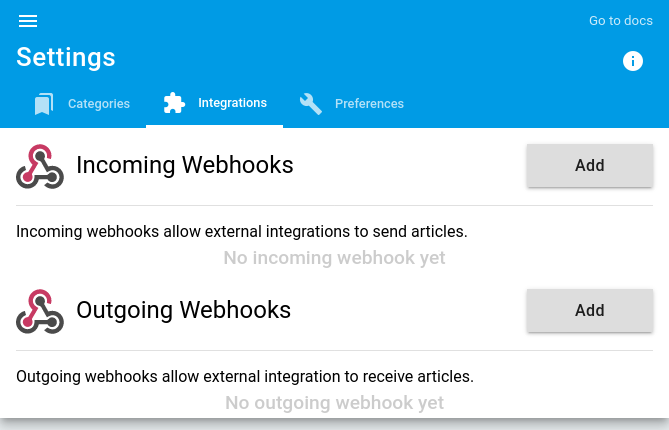 Go to docs
Settings
Categories
Integrations
Preferences
Incoming Webhooks
Add
Incoming webhooks allow external integrations to send articles.
No incoming webhook yet
Outgoing Webhooks
Add
Outgoing webhooks allow external integration to receive articles.
No outgoing webhook yet